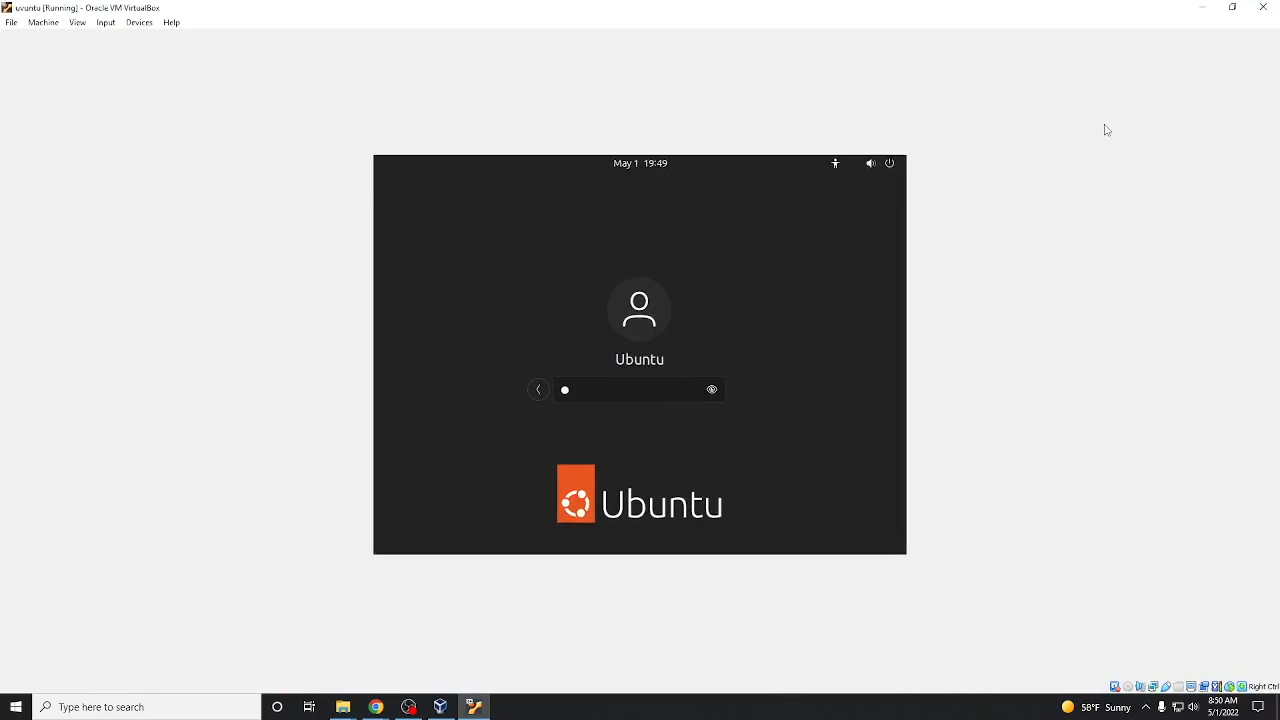 uvuntu [Running] - Oracle VM VirtualBox
File Machine View Input Devices Help
May 1 19:49
Ubuntu
Ubuntu
Right Ctrl
Type here to search
58°F Sunny
8:50 AM
5/1/2022